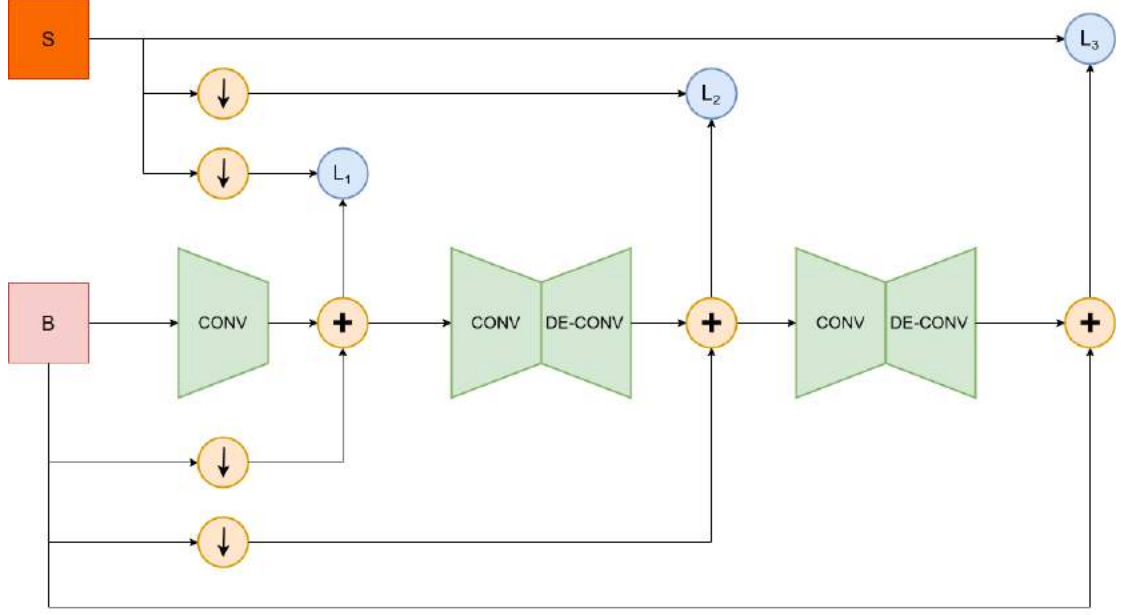 S
L₃
↓
L₂
↓
L₁
B
CONV
+
CONV
DE-CONV
+
CONV
DE-CONV
+
↓
↓